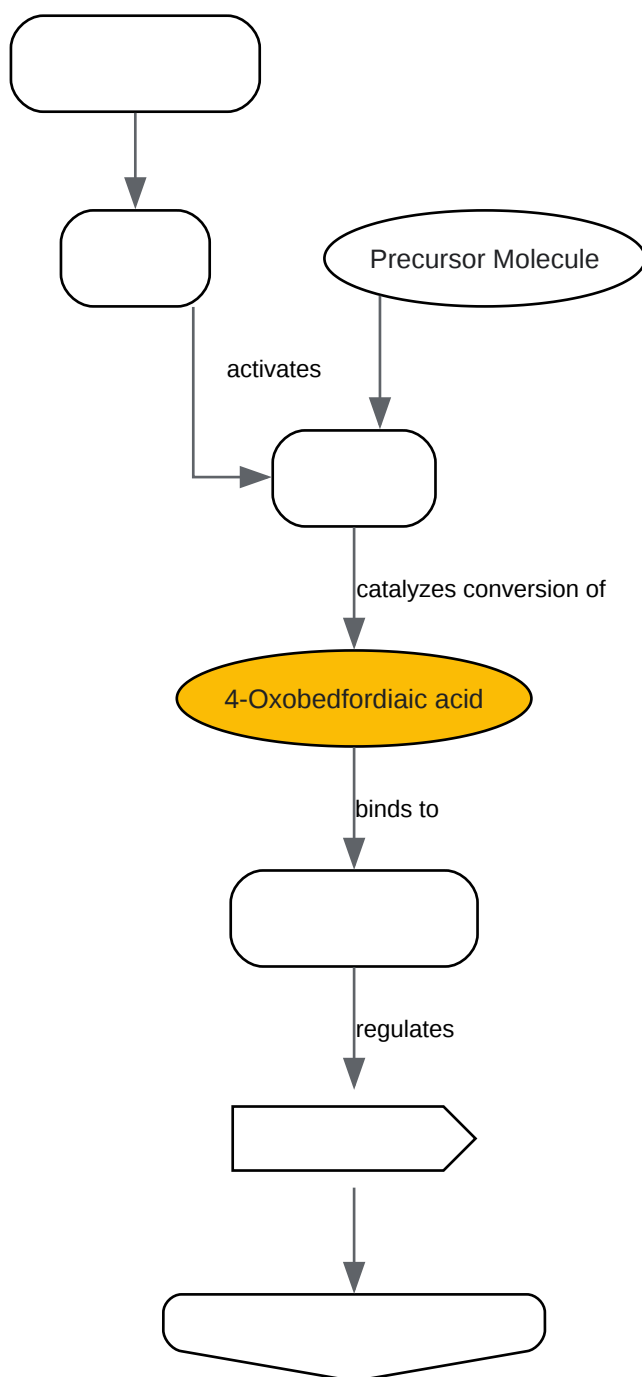 Precursor Molecule
activates
catalyzes conversion of
4-Oxobedfordiaic acid
binds to
regulates